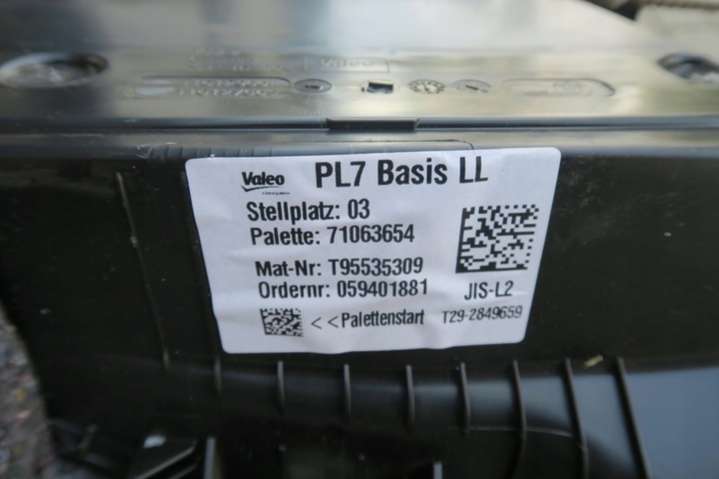 Valeo
PL7 Basis LL
Stellplatz: 03
Palette: 71063654
Mat-Nr: T95535309
Ordernr: 059401881
JIS-L2
<<Palettenstart
T29-2849659